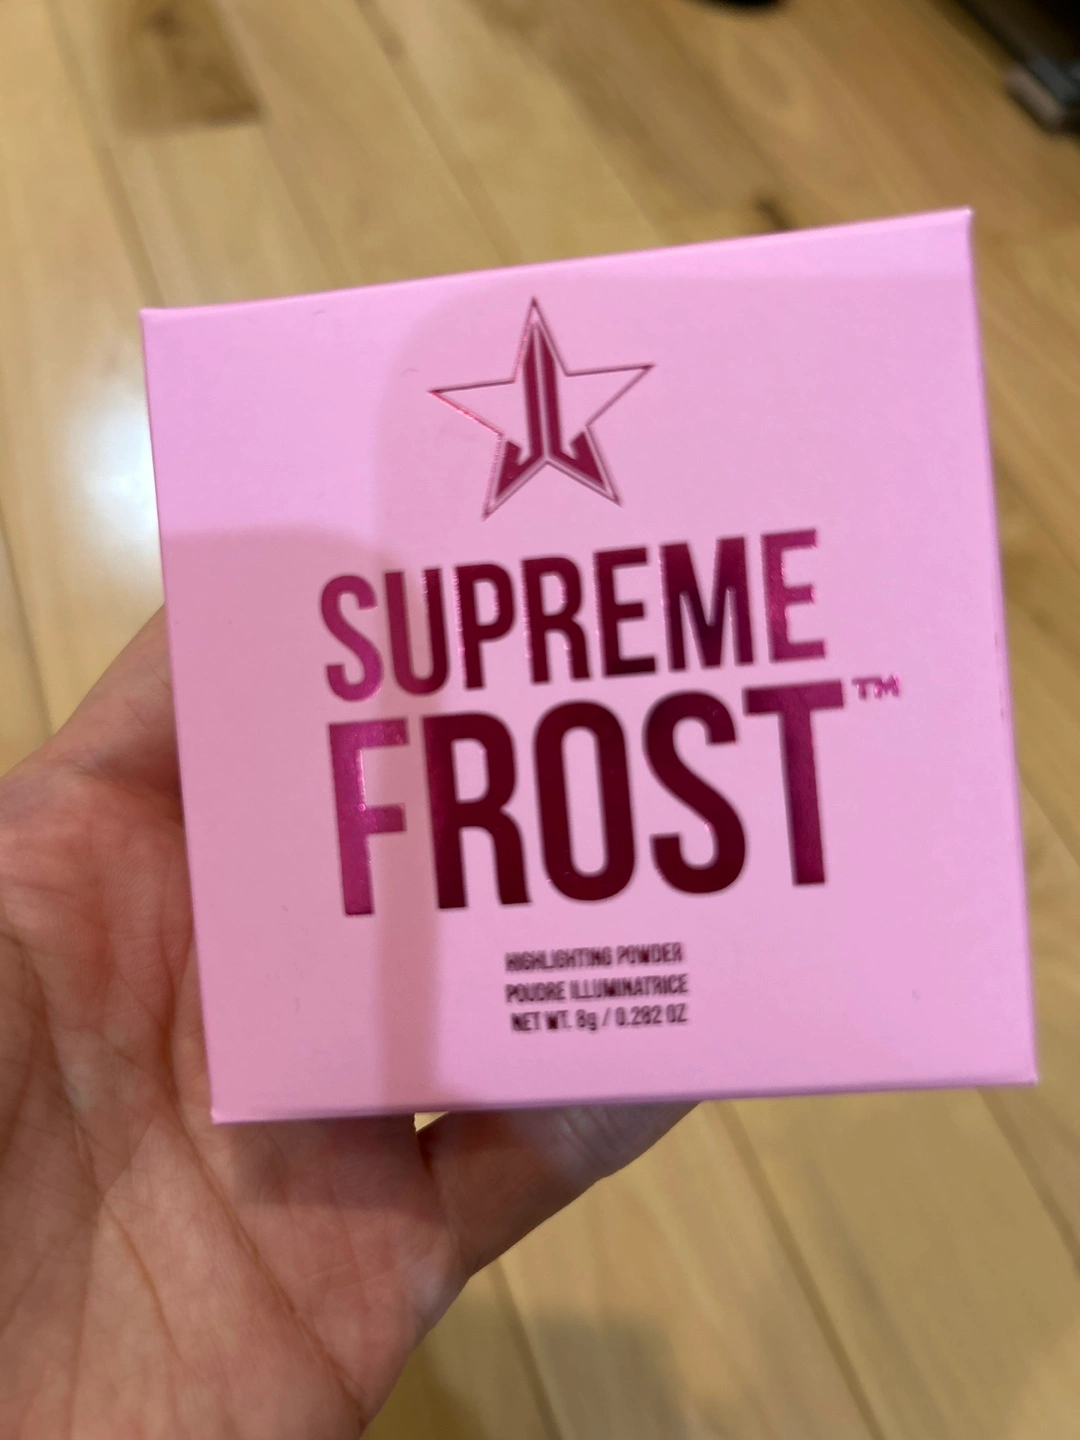 SUPREME
FROST™
HIGHLIGHTING POWDER
POUDRE ILLUMINATRICE
NET WT. 8g / 0.282 OZ